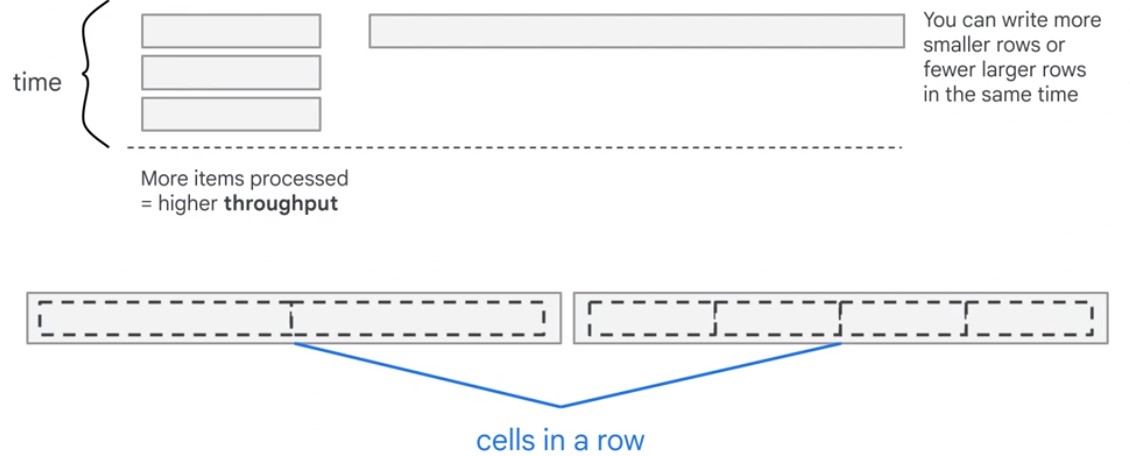 time
You can write more
smaller rows or
fewer larger rows
in the same time
More items processed
= higher throughput
cells in a row